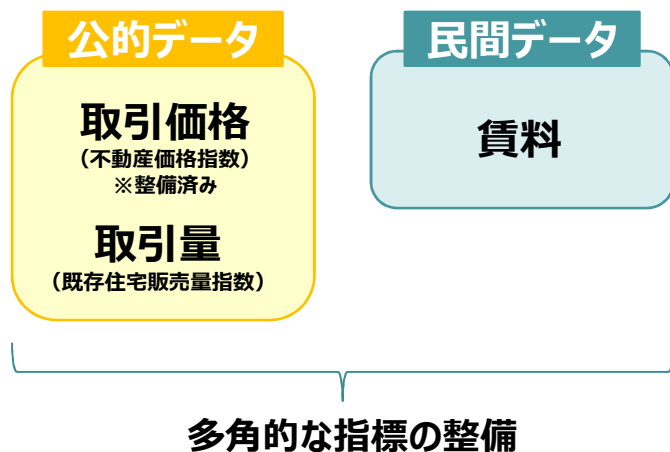 公的データ
取引価格
（不動産価格指数）
※整備済み
取引量
（既存住宅販売量指数）
民間データ
賃料
多角的な指標の整備